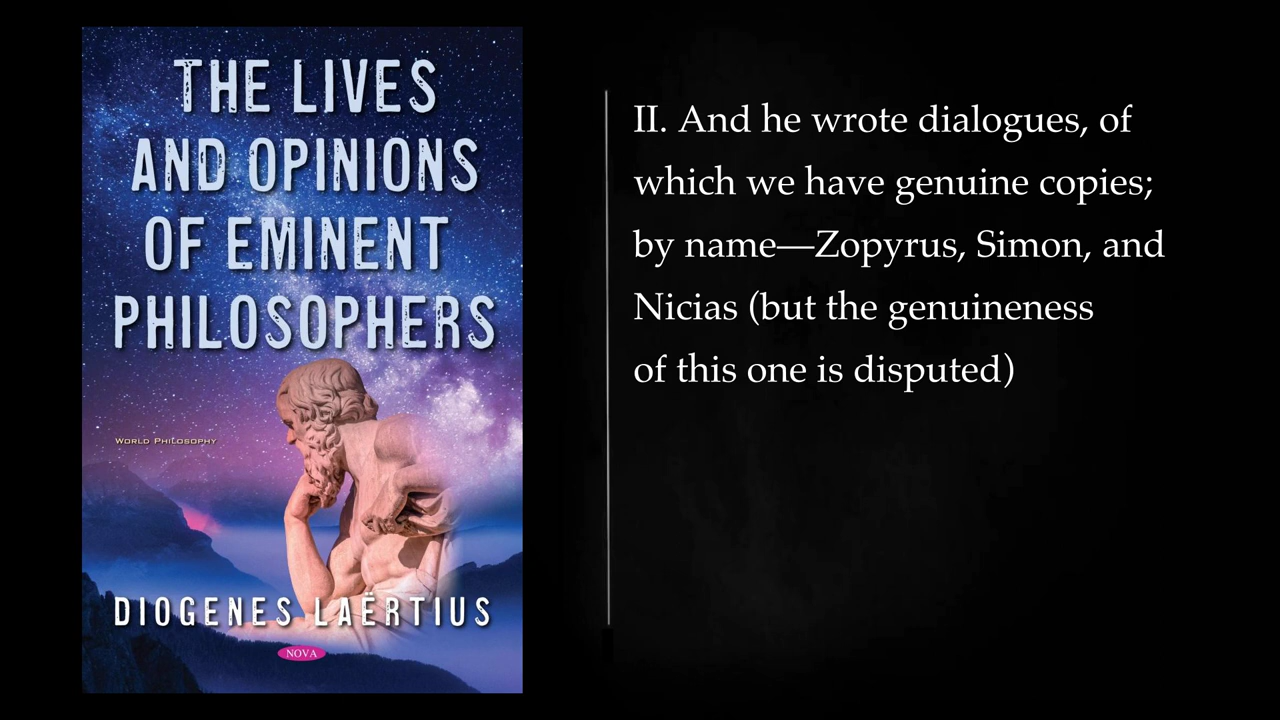 THE LIVES
AND OPINIONS
OF EMINENT
PHILOSOPHERS
WORLD PHILOSOPHY
DIOGENES LAËRTIUS
NOVA
II. And he wrote dialogues, of
which we have genuine copies;
by name—Zopyrus, Simon, and
Nicias (but the genuineness
of this one is disputed)